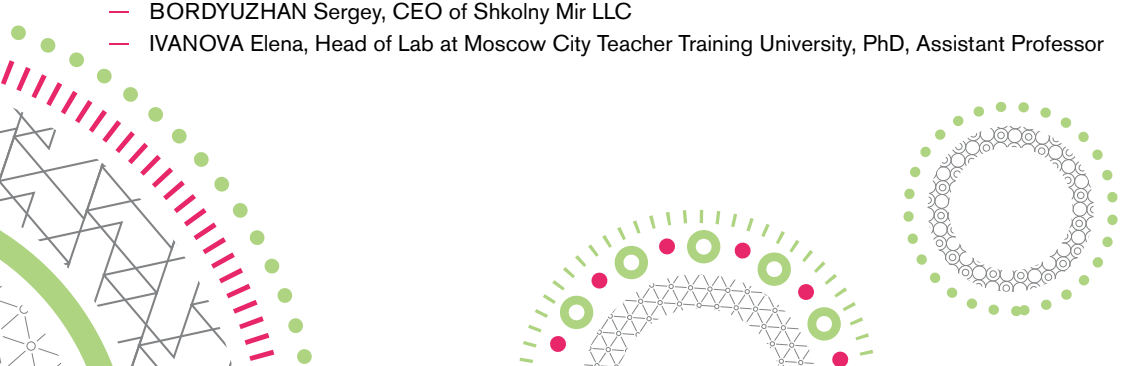 — BORDYUZHAN Sergey, CEO of Shkolny Mir LLC
— IVANOVA Elena, Head of Lab at Moscow City Teacher Training University, PhD, Assistant Professor